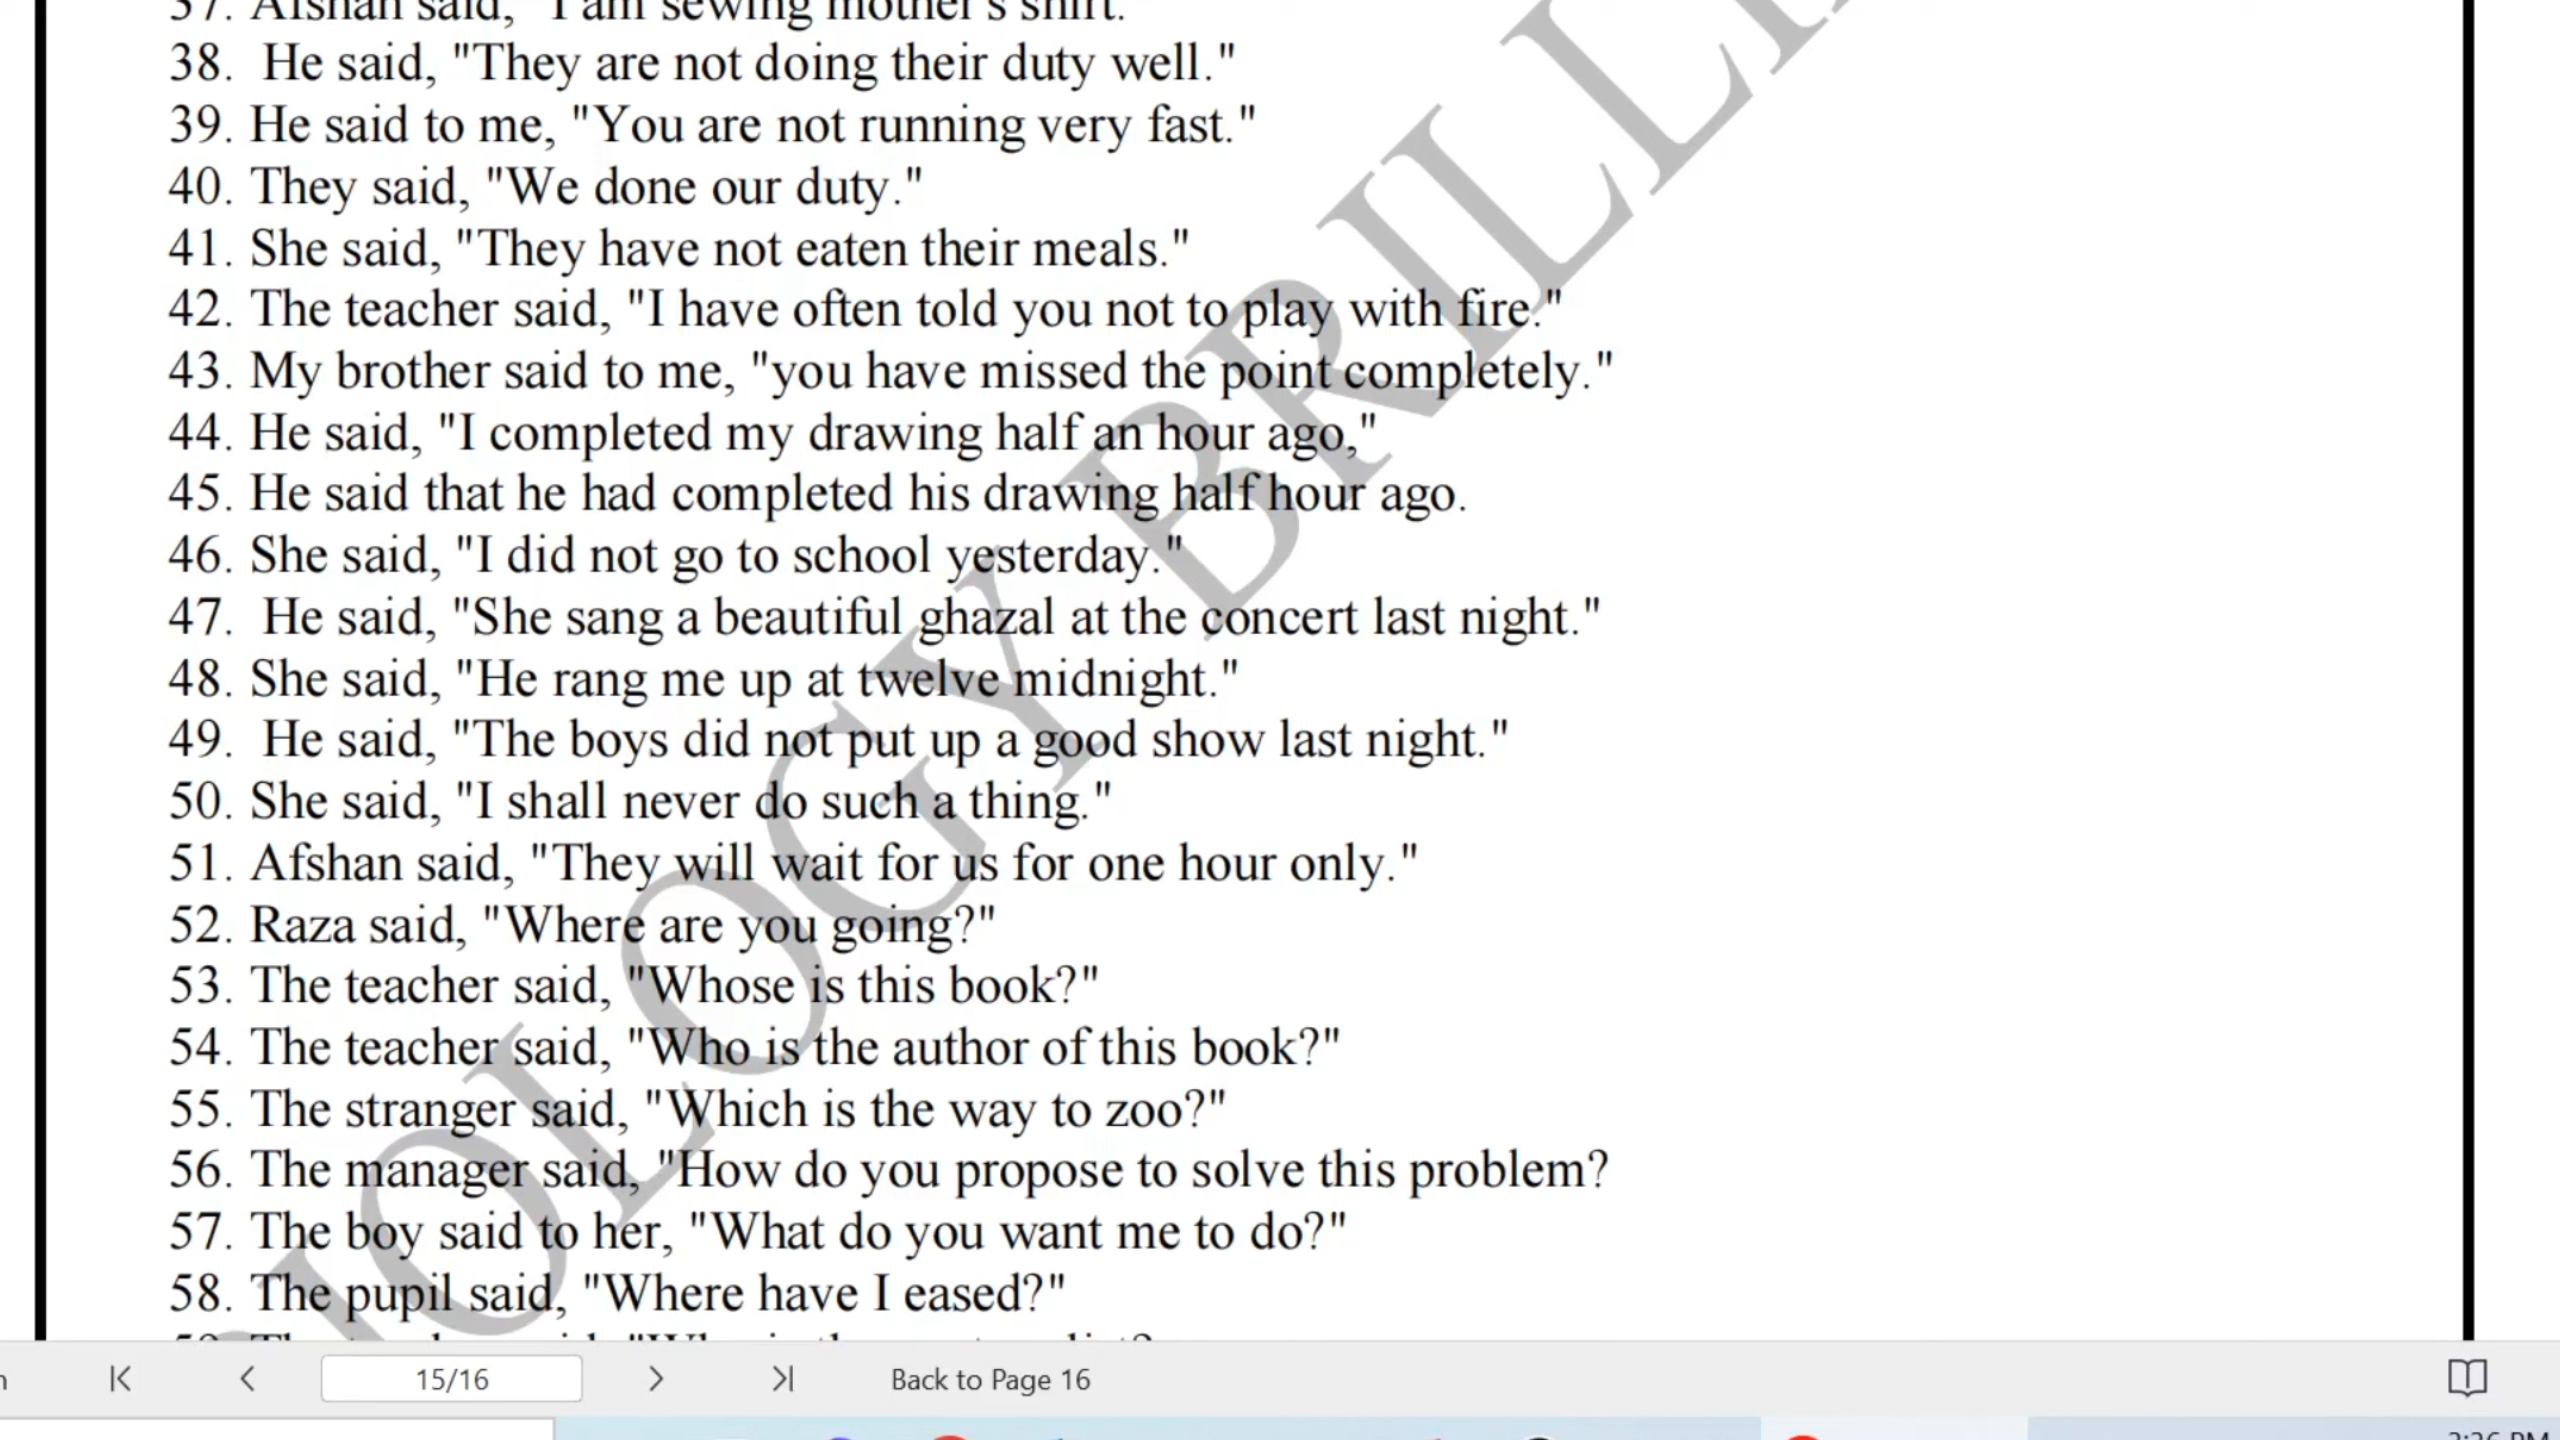 37. Afshan said, "I am sewing mother's shirt."
38. He said, "They are not doing their duty well."
39. He said to me, "You are not running very fast."
40. They said, "We done our duty."
41. She said, "They have not eaten their meals."
42. The teacher said, "I have often told you not to play with fire."
43. My brother said to me, "you have missed the point completely."
44. He said, "I completed my drawing half an hour ago,"
45. He said that he had completed his drawing half hour ago.
46. She said, "I did not go to school yesterday."
47. He said, "She sang a beautiful ghazal at the concert last night."
48. She said, "He rang me up at twelve midnight."
49. He said, "The boys did not put up a good show last night."
50. She said, "I shall never do such a thing."
51. Afshan said, "They will wait for us for one hour only."
52. Raza said, "Where are you going?"
53. The teacher said, "Whose is this book?"
54. The teacher said, "Who is the author of this book?"
55. The stranger said, "Which is the way to zoo?"
56. The manager said, "How do you propose to solve this problem?
57. The boy said to her, "What do you want me to do?"
58. The pupil said, "Where have I eased?"
15/16
Back to Page 16